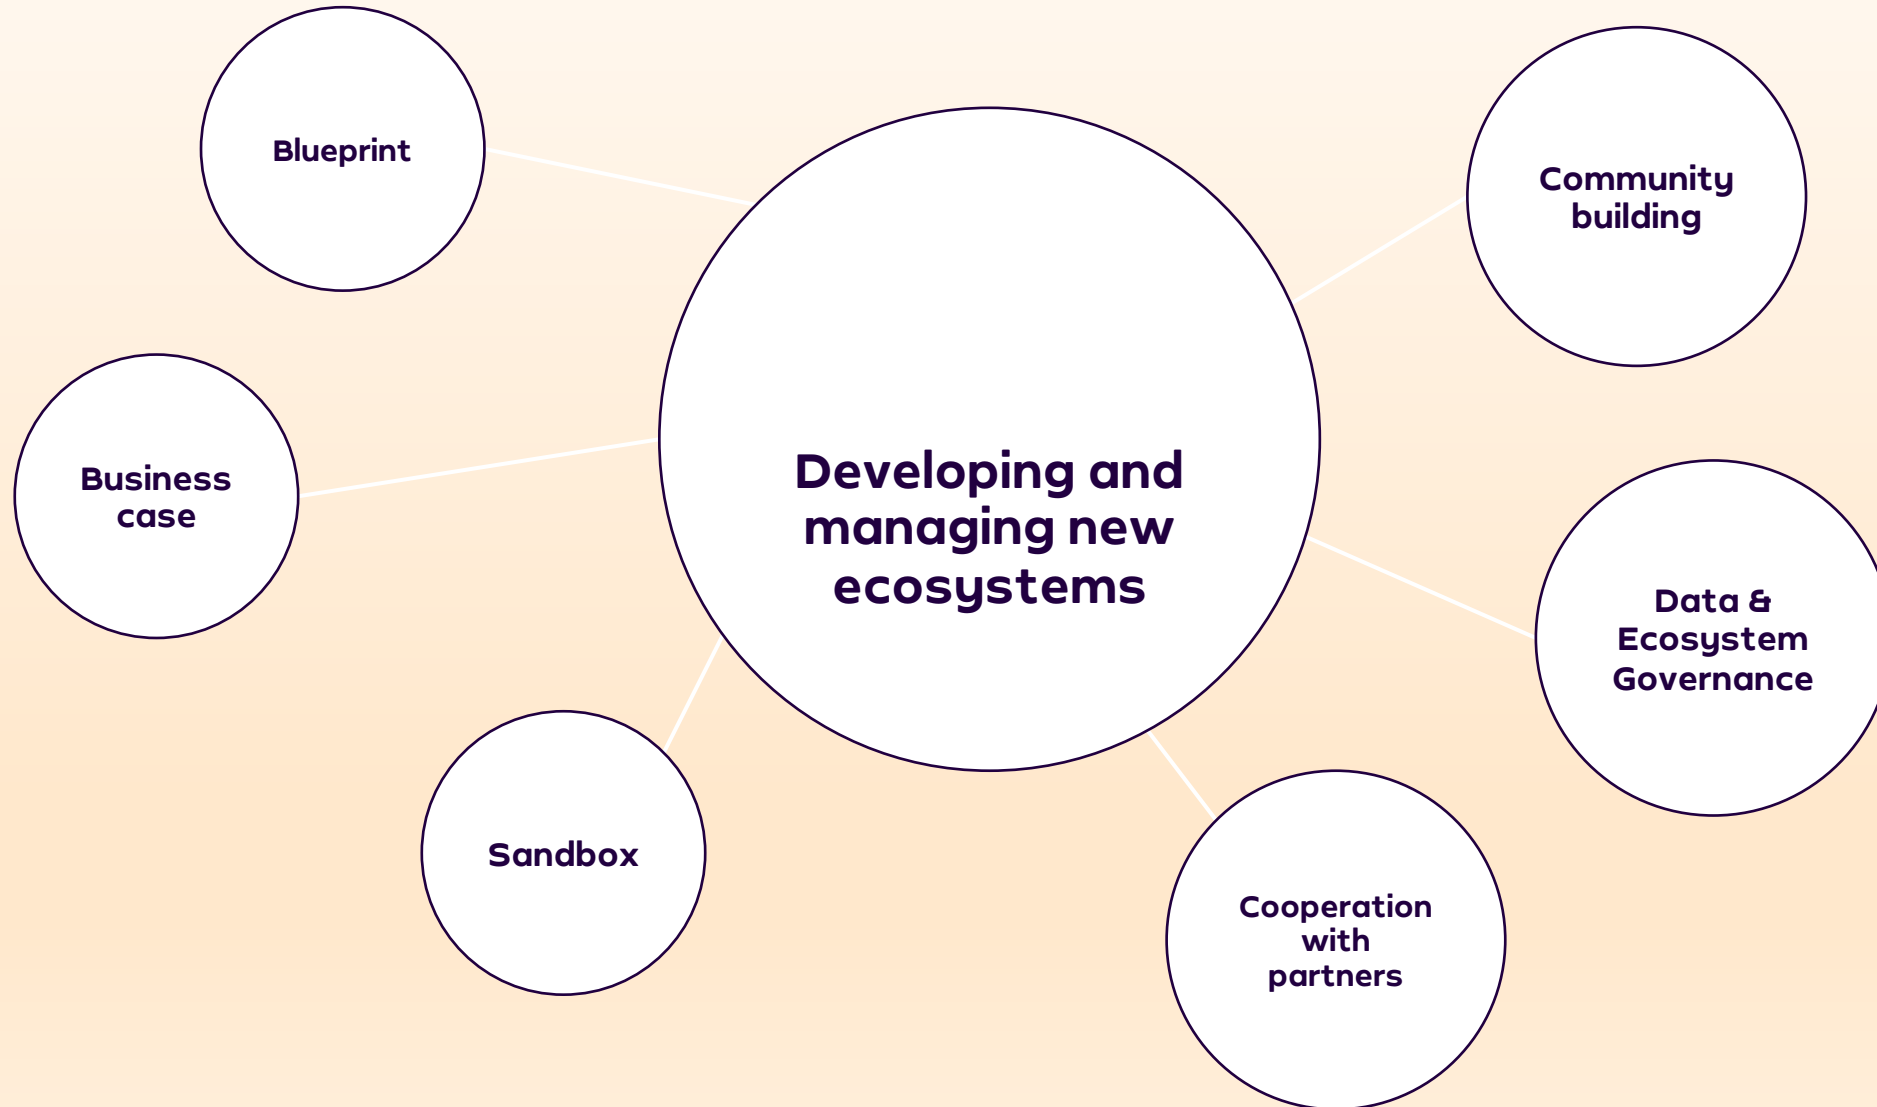 Blueprint
Community
building
Developing and
managing new
ecosystems
Business
case
Data &
Ecosystem
Governance
Sandbox
Cooperation
with
partners